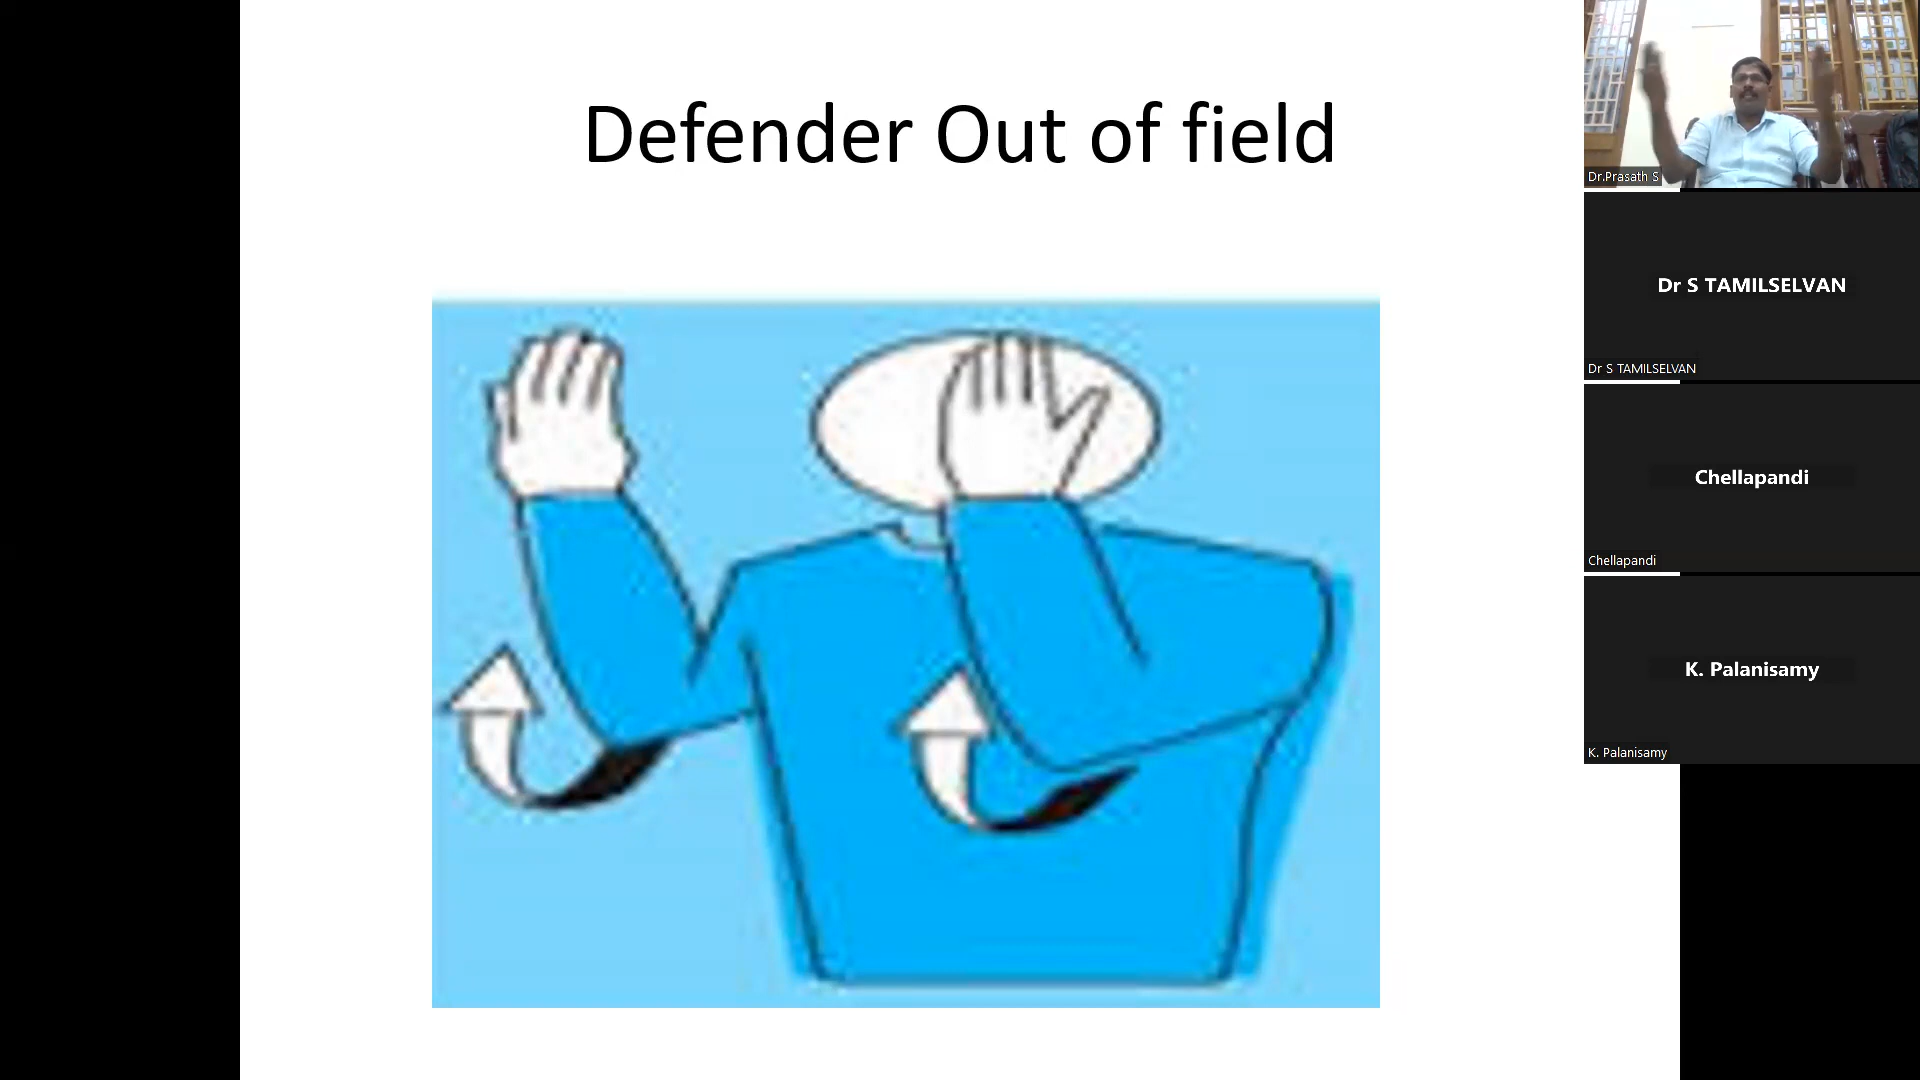 Defender Out of field
Dr.Prasath S
Dr S TAMILSELVAN
Dr S TAMILSELVAN
Chellapandi
Chellapandi
K. Palanisamy
K. Palanisamy